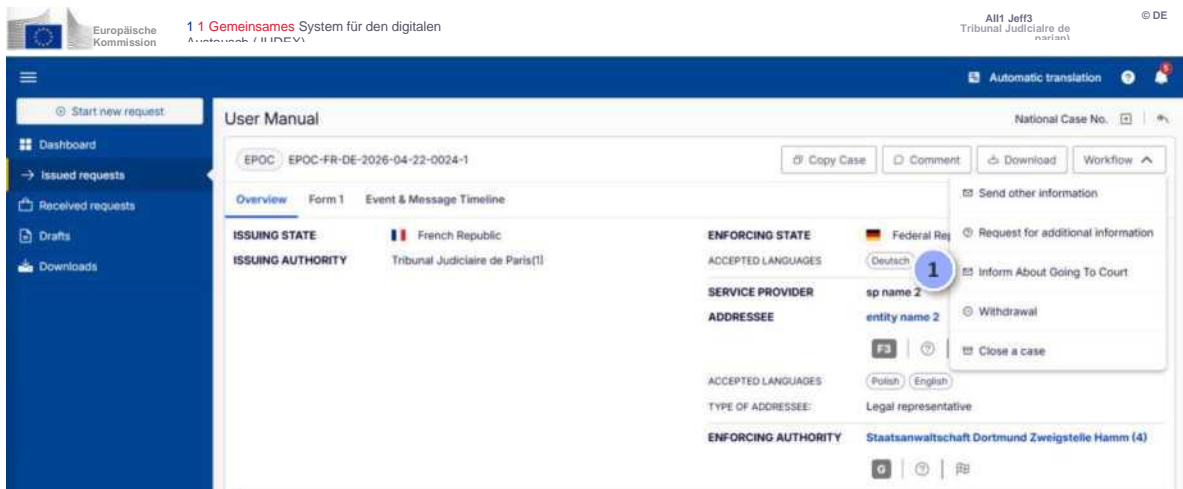 Europäische
Kommission
1 1 Gemeinsames System für den digitalen
Austausch (JUDEX)
All1 Jeff3
Tribunal Judlciaire de
parian)
© DE
Automatic translation
5
Start new request
User Manual
National Case No.
Dashboard
EPOC EPOC-FR-DE-2026-04-22-0024-1
Copy Case
Comment
Download
Workflow
Issued requests
Send other information
Overview Form 1 Event & Message Timeline
Received requests
ISSUING STATE French Republic
ENFORCING STATE Federal Rep
Request for additional information
Drafts
ISSUING AUTHORITY Tribunal Judiciaire de Paris(1)
ACCEPTED LANGUAGES Deutsch
1
Inform About Going To Court
Downloads
SERVICE PROVIDER sp name 2
ADDRESSEE entity name 2
Withdrawal
F3
Close a case
ACCEPTED LANGUAGES Polish English
TYPE OF ADDRESSEE: Legal representative
ENFORCING AUTHORITY Staatsanwaltschaft Dortmund Zweigstelle Hamm (4)
G